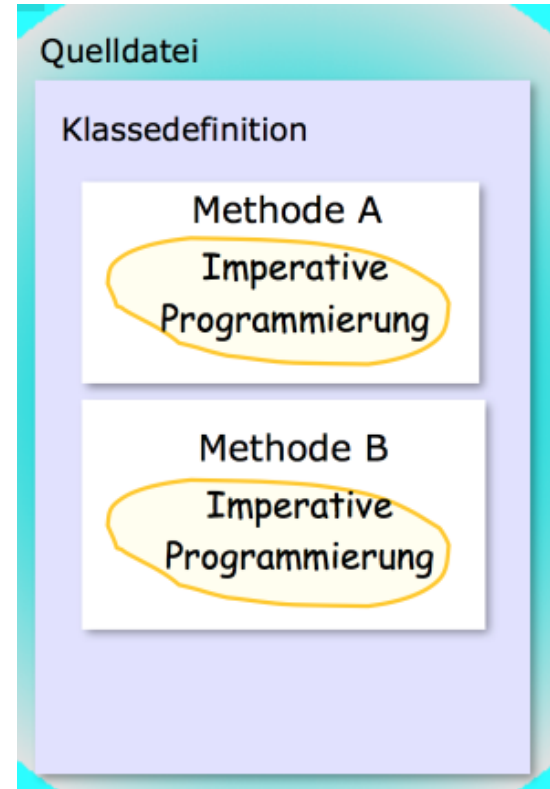 Quelldatei
Klassedefinition
Methode A
Imperative
Programmierung
Methode B
Imperative
Programmierung